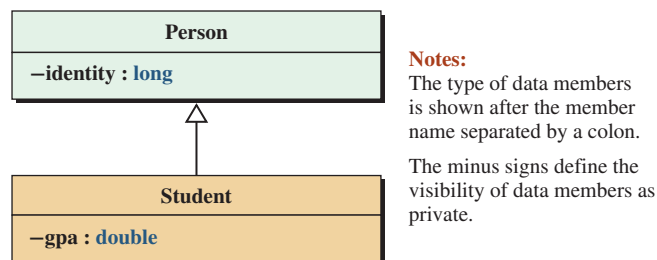 Person
–identity : long
Student
–gpa : double
Notes:
The type of data members
is shown after the member
name separated by a colon.
The minus signs define the
visibility of data members as
private.